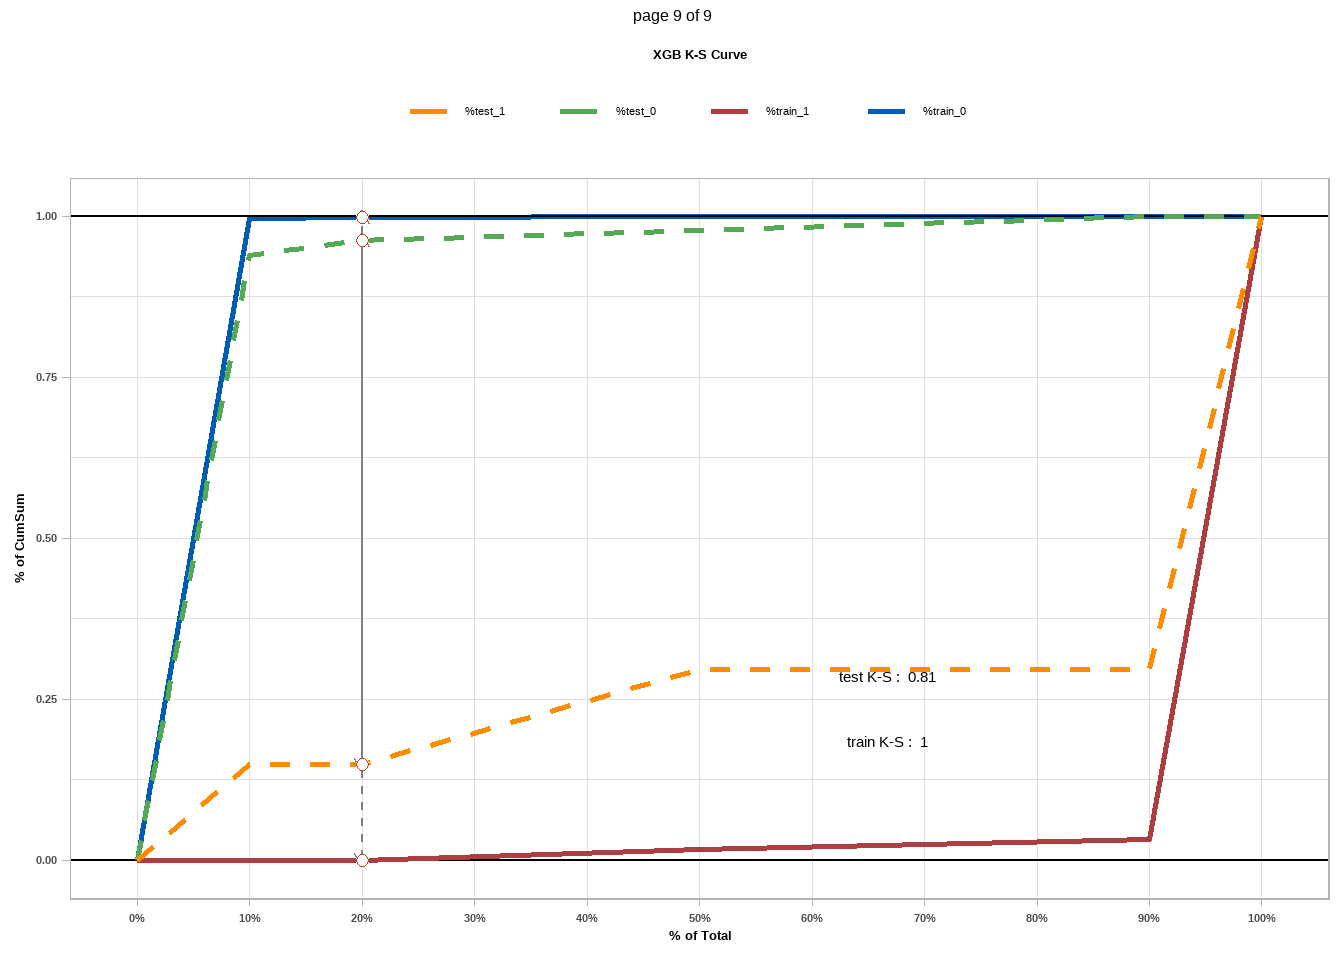 page 9 of 9
XGB K-S Curve
%test_1 %test_0 %train_1 %train_0
1.00
0.75
0.50
0.25
0.00
% of CumSum
test K-S : 0.81
train K-S : 1
0% 10% 20% 30% 40% 50% 60% 70% 80% 90% 100%
% of Total